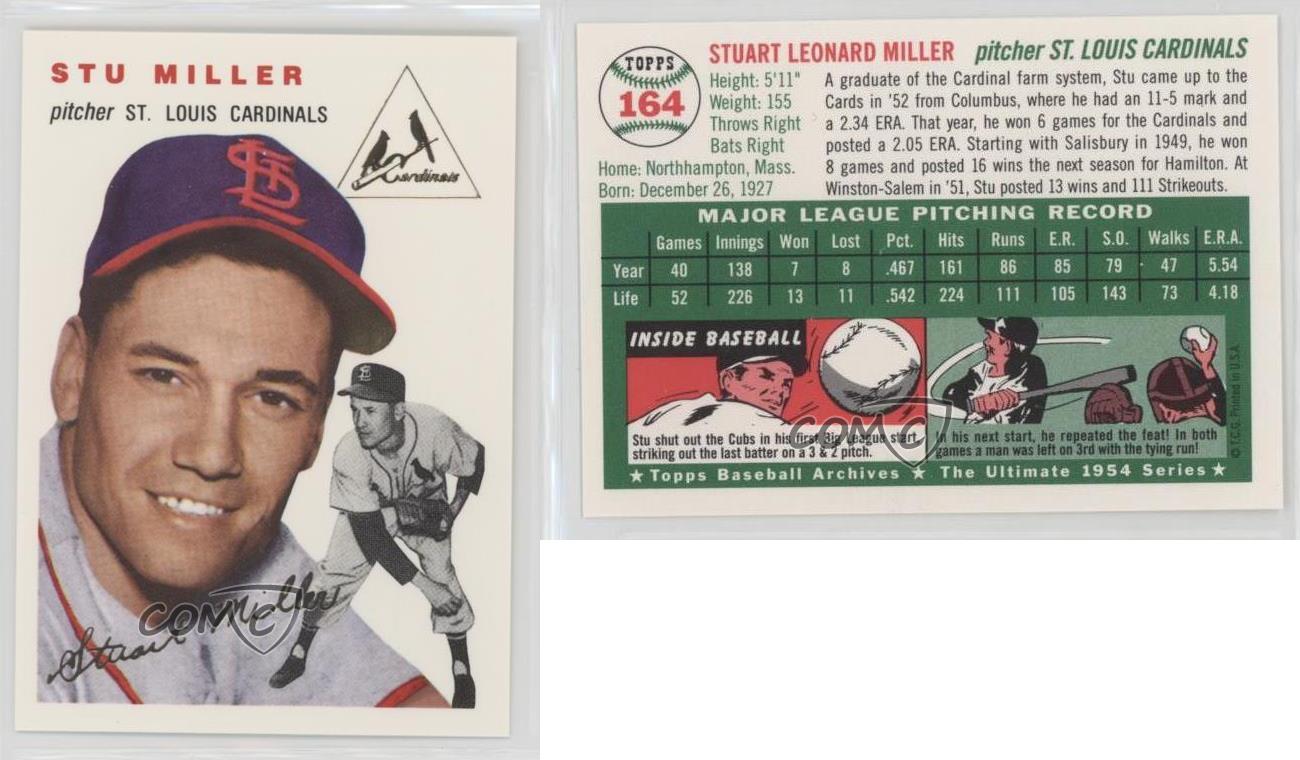 STU MILLER
pitcher ST. LOUIS CARDINALS
StL
Cardinals
StL
Stuart Miller
COMC
TOPPS
164
STUART LEONARD MILLER pitcher ST. LOUIS CARDINALS
Height: 5'11"
Weight: 155
Throws Right
Bats Right
Home: Northhampton, Mass.
Born: December 26, 1927
A graduate of the Cardinal farm system, Stu came up to the
Cards in '52 from Columbus, where he had an 11-5 mark and
a 2.34 ERA. That year, he won 6 games for the Cardinals and
posted a 2.05 ERA. Starting with Salisbury in 1949, he won
8 games and posted 16 wins the next season for Hamilton. At
Winston-Salem in '51, Stu posted 13 wins and 111 Strikeouts.
MAJOR LEAGUE PITCHING RECORD
Games Innings Won Lost Pct. Hits Runs E.R. S.O. Walks E.R.A.
Year 40 138 7 8 .467 161 86 85 79 47 5.54
Life 52 226 13 11 .542 224 111 105 143 73 4.18
INSIDE BASEBALL
Stu shut out the Cubs in his first Big League start,
striking out the last batter on a 3 & 2 pitch.
In his next start, he repeated the feat! In both
games a man was left on 3rd with the tying run!
COMC
© T.C.G. Printed in U.S.A.
★ Topps Baseball Archives ★ The Ultimate 1954 Series ★